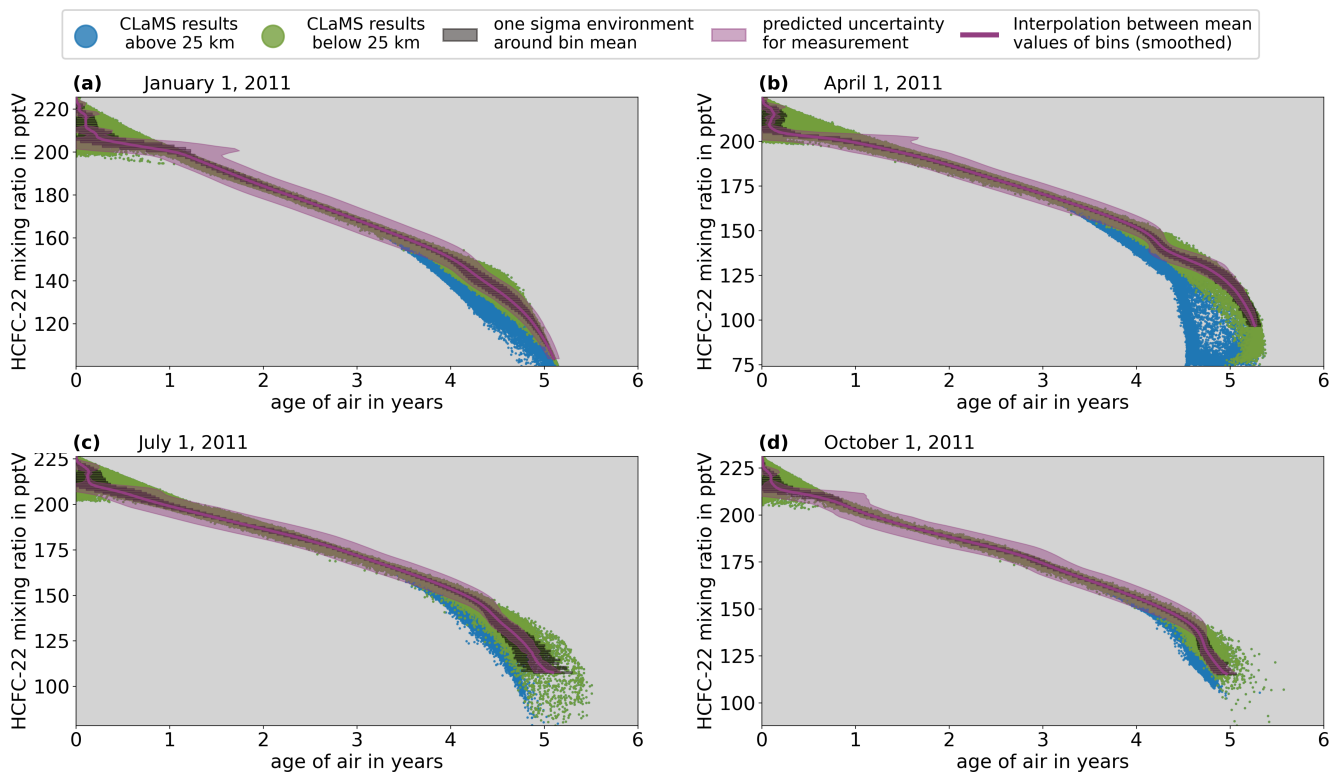 CLaMS results
above 25 km
CLaMS results
below 25 km
one sigma environment
around bin mean
predicted uncertainty
for measurement
Interpolation between mean
values of bins (smoothed)
(a) January 1, 2011
HCFC-22 mixing ratio in pptV
220
200
180
160
140
120
0 1 2 3 4 5 6
age of air in years
(b) April 1, 2011
HCFC-22 mixing ratio in pptV
200
175
150
125
100
75
0 1 2 3 4 5 6
age of air in years
(c) July 1, 2011
HCFC-22 mixing ratio in pptV
225
200
175
150
125
100
0 1 2 3 4 5 6
age of air in years
(d) October 1, 2011
HCFC-22 mixing ratio in pptV
225
200
175
150
125
100
0 1 2 3 4 5 6
age of air in years